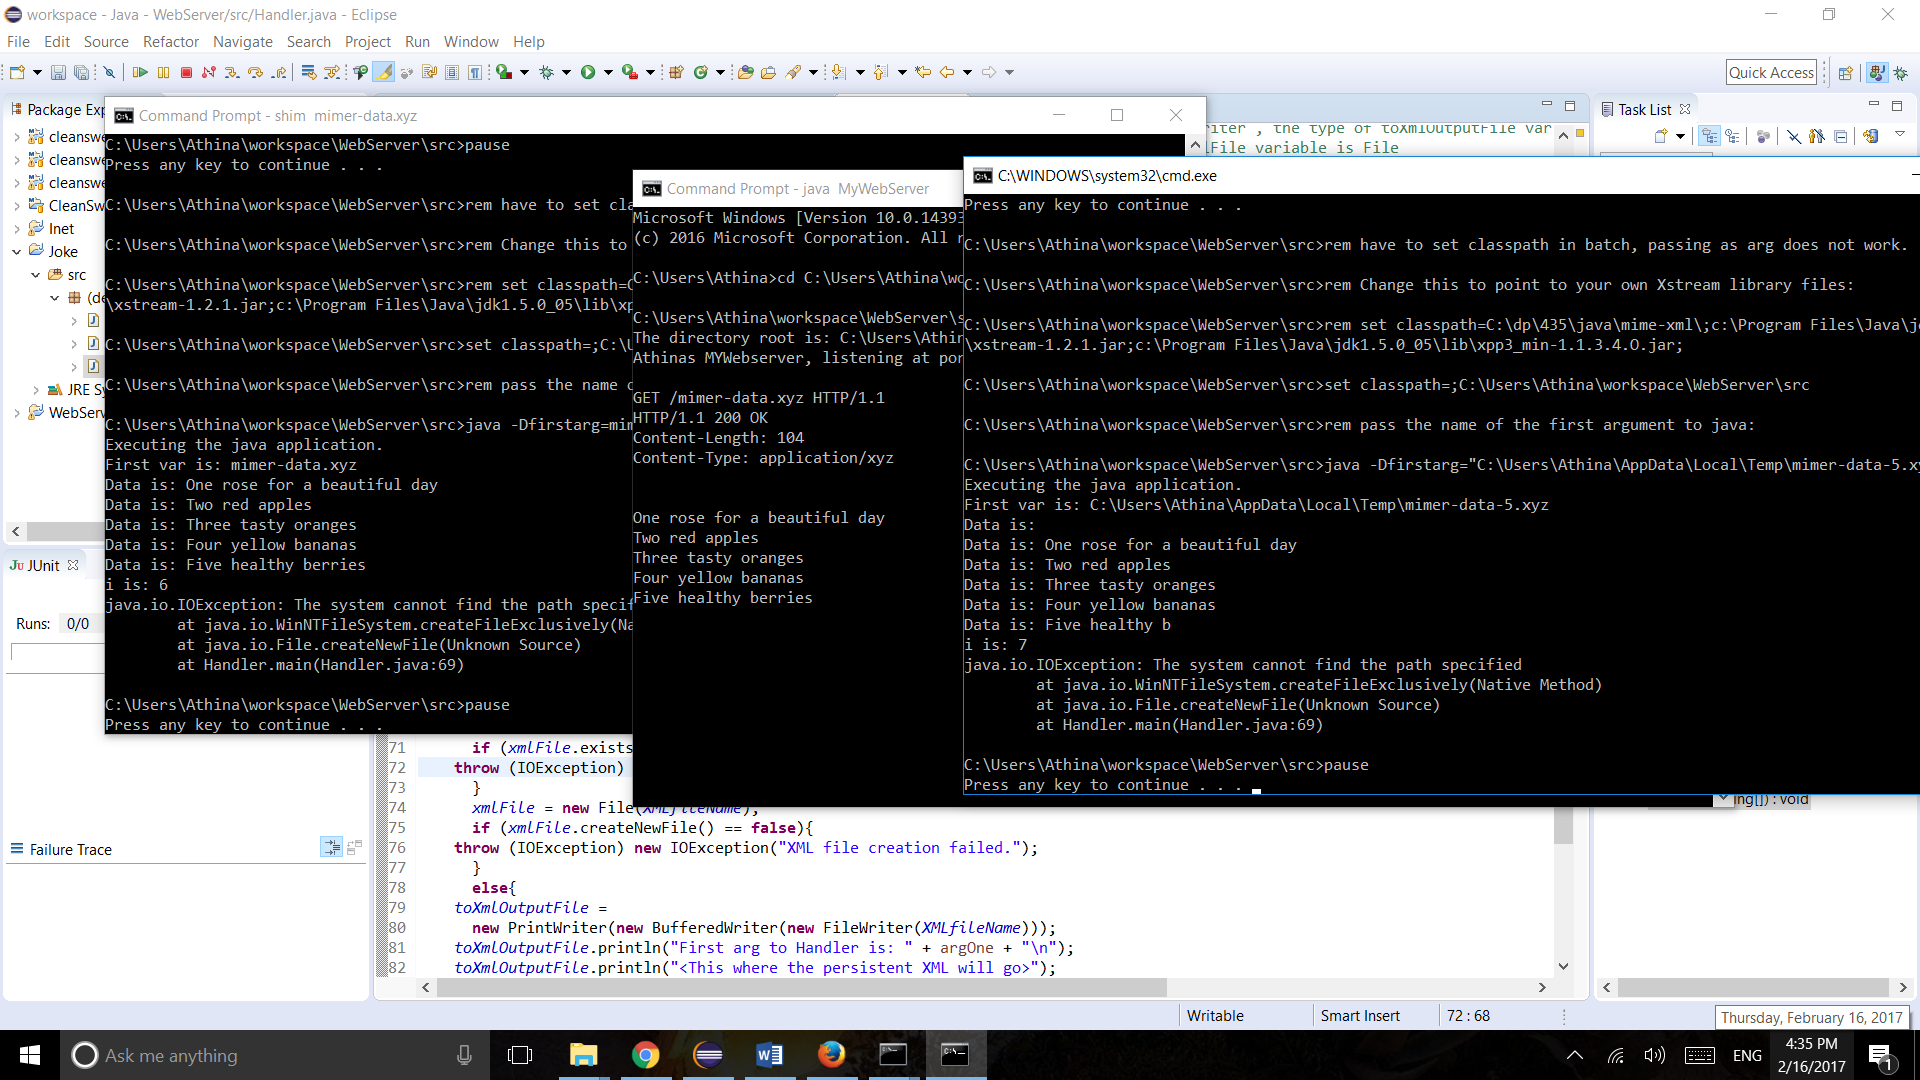 workspace - Java - WebServer/src/Handler.java - Eclipse
File Edit Source Refactor Navigate Search Project Run Window Help
Quick Access
Package Exp
cleanswe
cleanswe
cleanswe
CleanSw
Inet
Joke
src
(de
JRE Sy
WebServ
JUnit
Runs: 0/0
Failure Trace
Command Prompt - shim mimer-data.xyz
C:\Users\Athina\workspace\WebServer\src>pause
Press any key to continue . . .
C:\Users\Athina\workspace\WebServer\src>rem have to set cla
C:\Users\Athina\workspace\WebServer\src>rem Change this to
C:\Users\Athina\workspace\WebServer\src>rem set classpath=C
\xstream-1.2.1.jar;c:\Program Files\Java\jdk1.5.0_05\lib\xp
C:\Users\Athina\workspace\WebServer\src>set classpath=;C:\U
C:\Users\Athina\workspace\WebServer\src>rem pass the name o
C:\Users\Athina\workspace\WebServer\src>java -Dfirstarg=mim
Executing the java application.
First var is: mimer-data.xyz
Data is: One rose for a beautiful day
Data is: Two red apples
Data is: Three tasty oranges
Data is: Four yellow bananas
Data is: Five healthy berries
i is: 6
java.io.IOException: The system cannot find the path specif
at java.io.WinNTFileSystem.createFileExclusively(Na
at java.io.File.createNewFile(Unknown Source)
at Handler.main(Handler.java:69)
C:\Users\Athina\workspace\WebServer\src>pause
Press any key to continue . . .
Command Prompt - java MyWebServer
Microsoft Windows [Version 10.0.14393
(c) 2016 Microsoft Corporation. All r
C:\Users\Athina>cd C:\Users\Athina\wo
C:\Users\Athina\workspace\WebServer\s
The directory root is: C:\Users\Athin
Athinas MYWebserver, listening at por
GET /mimer-data.xyz HTTP/1.1
HTTP/1.1 200 OK
Content-Length: 104
Content-Type: application/xyz
One rose for a beautiful day
Two red apples
Three tasty oranges
Four yellow bananas
Five healthy berries
riter , the type of toXmlOutputFile var
lFile variable is File
C:\WINDOWS\system32\cmd.exe
Press any key to continue . . .
C:\Users\Athina\workspace\WebServer\src>rem have to set classpath in batch, passing as arg does not work.
C:\Users\Athina\workspace\WebServer\src>rem Change this to point to your own Xstream library files:
C:\Users\Athina\workspace\WebServer\src>rem set classpath=C:\dp\435\java\mime-xml\;c:\Program Files\Java\j
\xstream-1.2.1.jar;c:\Program Files\Java\jdk1.5.0_05\lib\xpp3_min-1.1.3.4.O.jar;
C:\Users\Athina\workspace\WebServer\src>set classpath=;C:\Users\Athina\workspace\WebServer\src
C:\Users\Athina\workspace\WebServer\src>rem pass the name of the first argument to java:
C:\Users\Athina\workspace\WebServer\src>java -Dfirstarg="C:\Users\Athina\AppData\Local\Temp\mimer-data-5.xy
Executing the java application.
First var is: C:\Users\Athina\AppData\Local\Temp\mimer-data-5.xyz
Data is:
Data is: One rose for a beautiful day
Data is: Two red apples
Data is: Three tasty oranges
Data is: Four yellow bananas
Data is: Five healthy b
i is: 7
java.io.IOException: The system cannot find the path specified
at java.io.WinNTFileSystem.createFileExclusively(Native Method)
at java.io.File.createNewFile(Unknown Source)
at Handler.main(Handler.java:69)
C:\Users\Athina\workspace\WebServer\src>pause
Press any key to continue . . .
Task List
ng[]) : void
71 if (xmlFile.exists
72 throw (IOException)
73 }
74 xmlFile = new File(XMLfileName);
75 if (xmlFile.createNewFile() == false){
76 throw (IOException) new IOException("XML file creation failed.");
77 }
78 else{
79 toXmlOutputFile =
80 new PrintWriter(new BufferedWriter(new FileWriter(XMLfileName)));
81 toXmlOutputFile.println("First arg to Handler is: " + argOne + "\n");
82 toXmlOutputFile.println("<This where the persistent XML will go>");
Writable Smart Insert 72 : 68
Thursday, February 16, 2017
Ask me anything
ENG
4:35 PM
2/16/2017
1